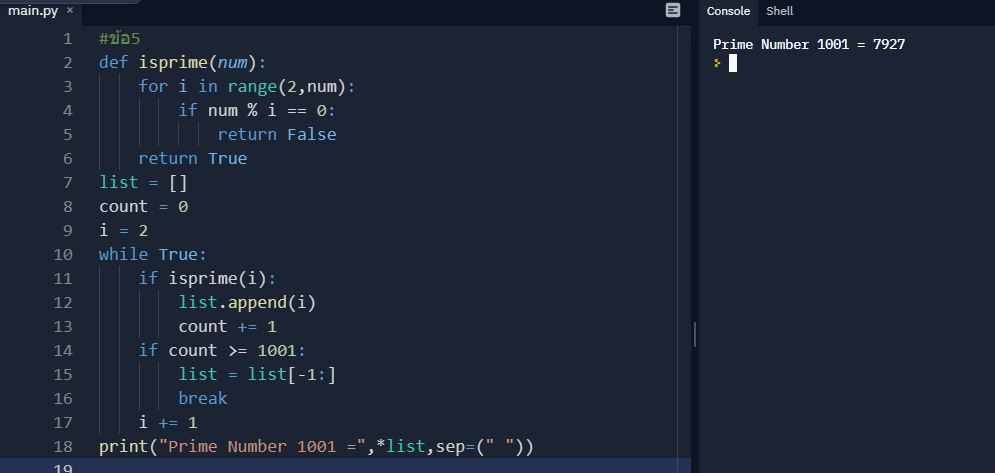 main.py ×
Console Shell
1 #ข้อ5
2 def isprime(num):
3     for i in range(2,num):
4         if num % i == 0:
5             return False
6     return True
7 list = []
8 count = 0
9 i = 2
10 while True:
11     if isprime(i):
12         list.append(i)
13         count += 1
14     if count >= 1001:
15         list = list[-1:]
16         break
17     i += 1
18 print("Prime Number 1001 =",*list,sep=(" "))
19
Prime Number 1001 = 7927